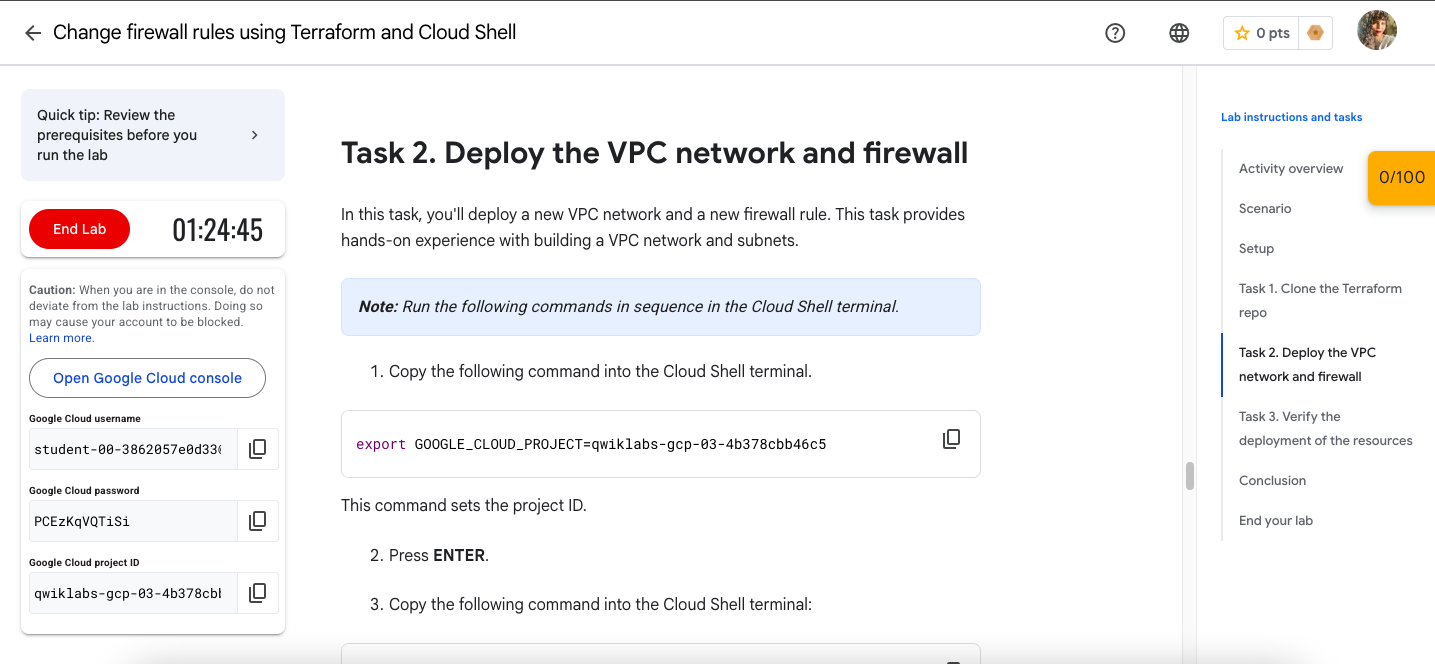 Change firewall rules using Terraform and Cloud Shell
0 pts
Quick tip: Review the
prerequisites before you
run the lab
End Lab
01:24:45
Caution: When you are in the console, do not
deviate from the lab instructions. Doing so
may cause your account to be blocked.
Learn more.
Open Google Cloud console
Google Cloud username
student-00-3862057e0d33
Google Cloud password
PCEzKqVQTiSi
Google Cloud project ID
qwiklabs-gcp-03-4b378cb
Task 2. Deploy the VPC network and firewall
In this task, you'll deploy a new VPC network and a new firewall rule. This task provides
hands-on experience with building a VPC network and subnets.
Note: Run the following commands in sequence in the Cloud Shell terminal.
1. Copy the following command into the Cloud Shell terminal.
export GOOGLE_CLOUD_PROJECT=qwiklabs-gcp-03-4b378cbb46c5
This command sets the project ID.
2. Press ENTER.
3. Copy the following command into the Cloud Shell terminal:
Lab instructions and tasks
Activity overview
0/100
Scenario
Setup
Task 1. Clone the Terraform
repo
Task 2. Deploy the VPC
network and firewall
Task 3. Verify the
deployment of the resources
Conclusion
End your lab